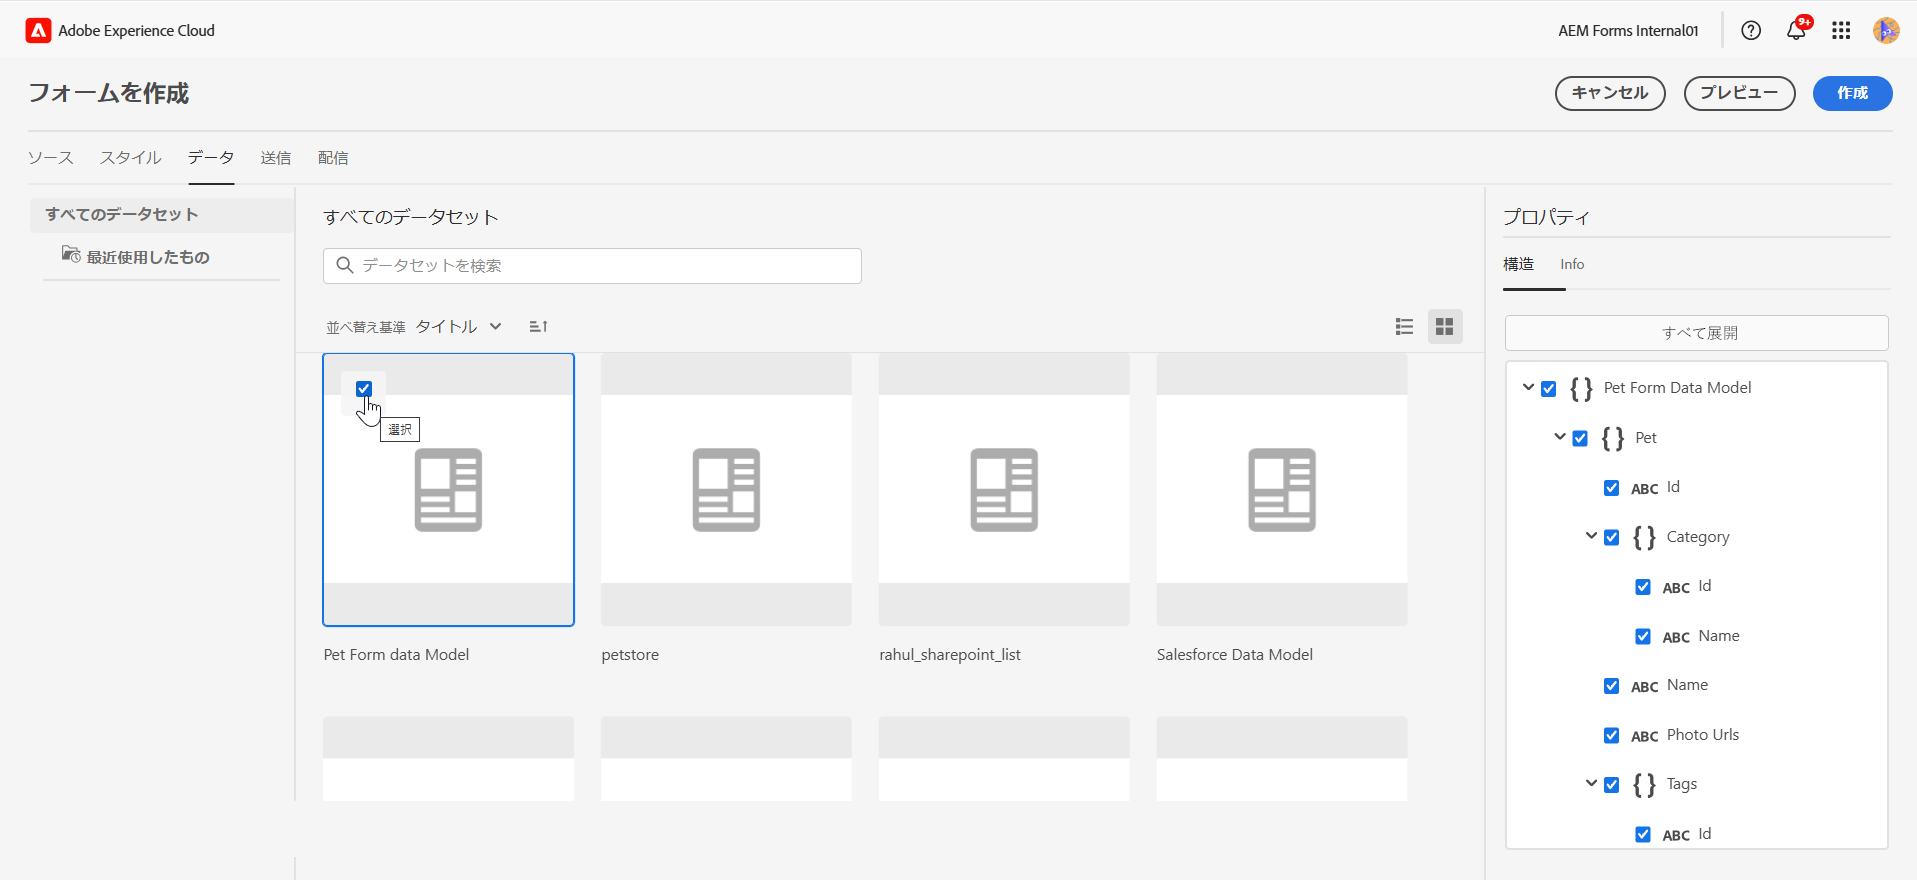 Adobe Experience Cloud
AEM Forms Internal01
9+
フォームを作成
キャンセル
プレビュー
作成
ソース
スタイル
データ
送信
配信
すべてのデータセット
最近使用したもの
すべてのデータセット
データセットを検索
並べ替え基準 タイトル
選択
Pet Form data Model
petstore
rahul_sharepoint_list
Salesforce Data Model
プロパティ
構造
Info
すべて展開
{ } Pet Form Data Model
{ } Pet
ABC Id
{ } Category
ABC Id
ABC Name
ABC Name
ABC Photo Urls
{ } Tags
ABC Id